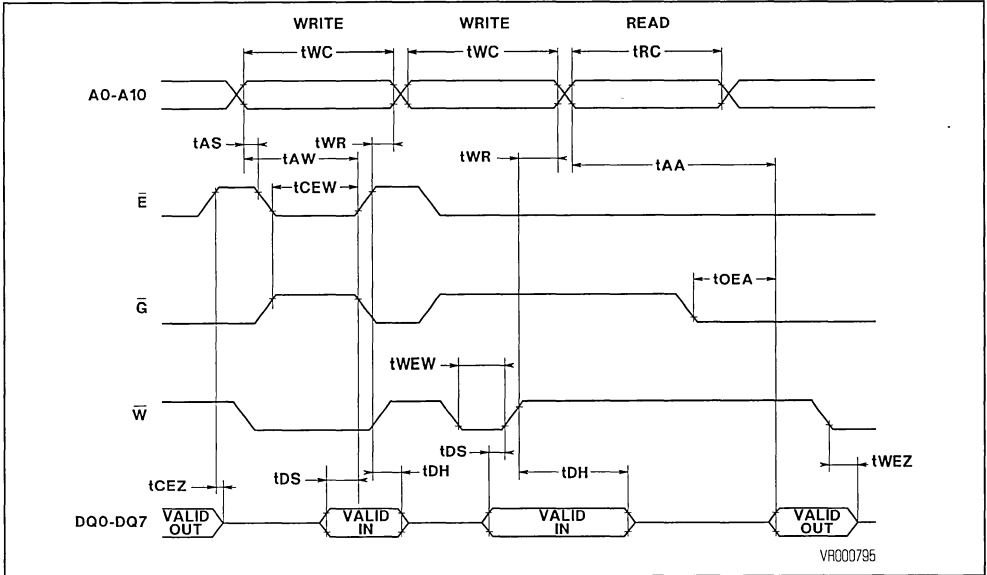 WRITE WRITE READ
tWC tWC tRC
A0-A10
tAS tWR
tAW tWR tAA
tCEW
E̅
tOEA
G̅
tWEW
W̅
tDS
tCEZ tDS tDH tDH tWEZ
DQ0-DQ7 VALID OUT VALID IN VALID IN VALID OUT
VR000795